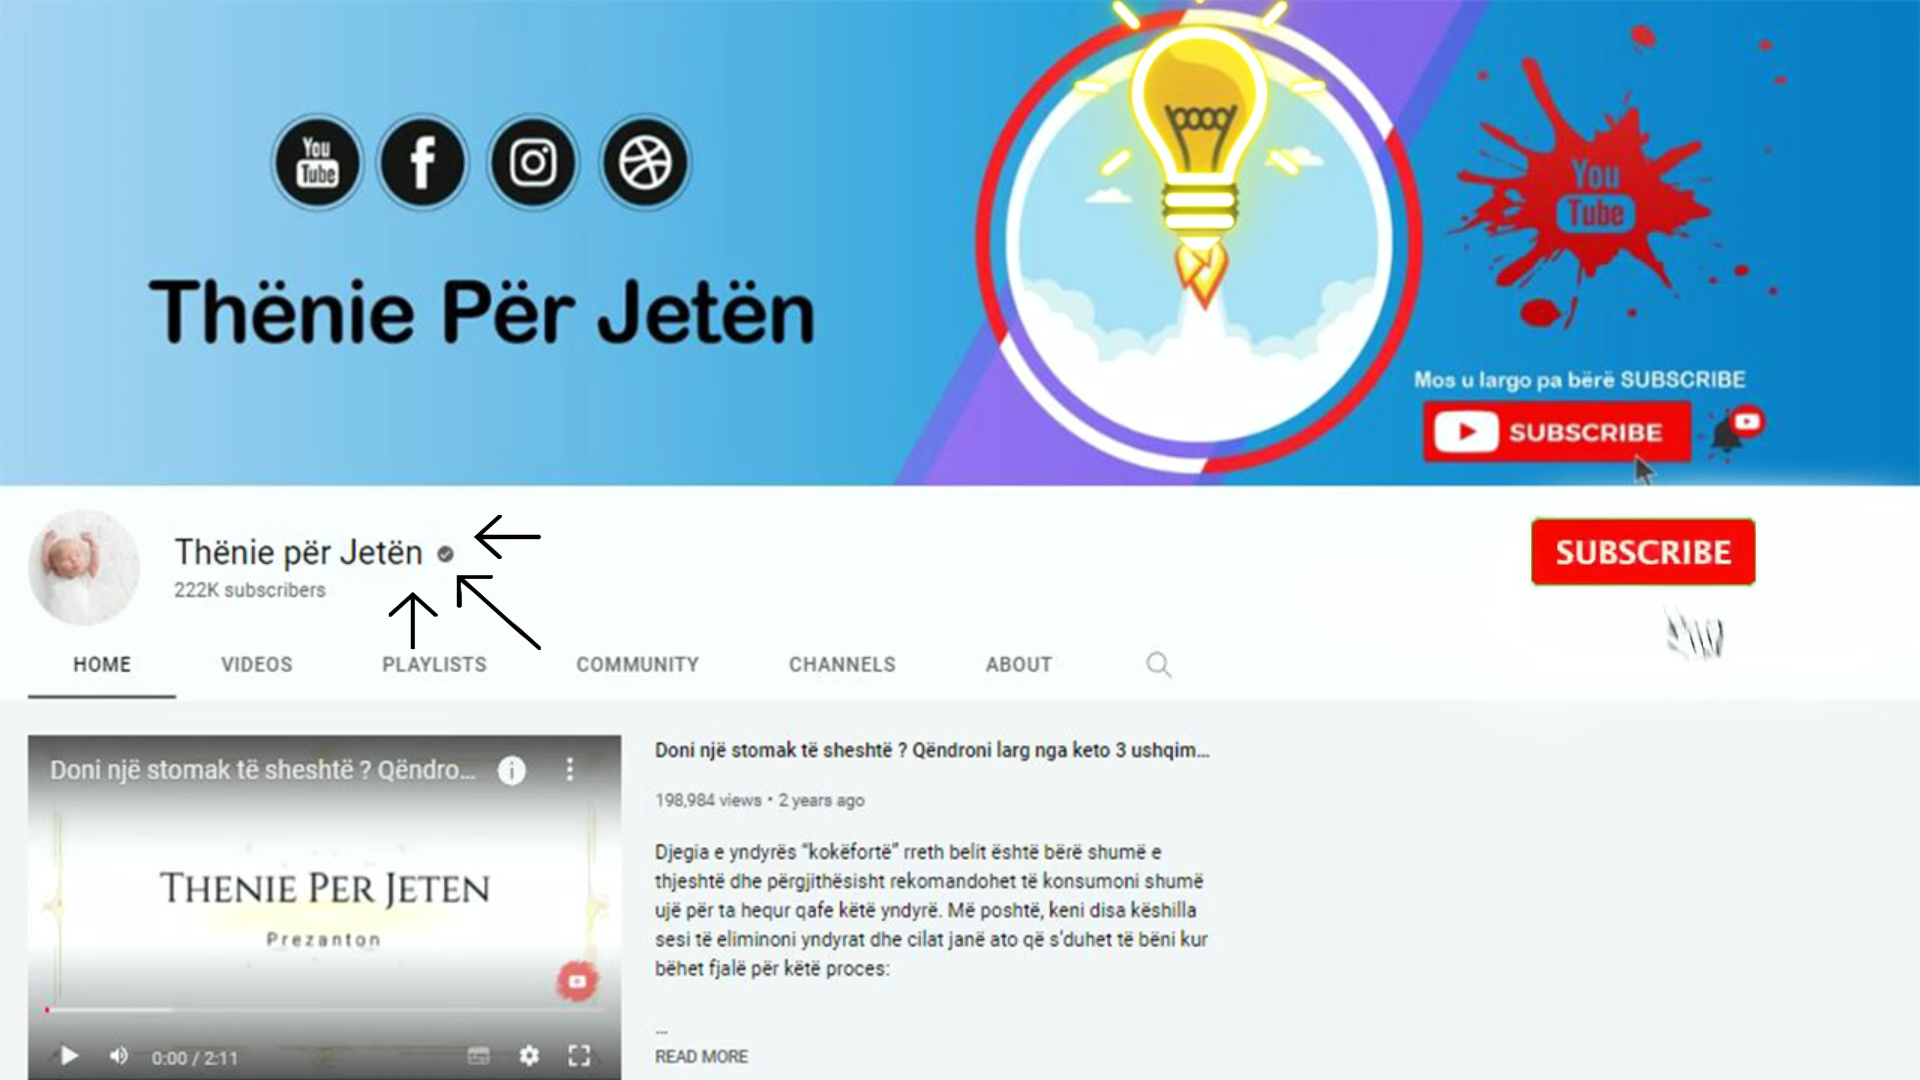 You
Tube
f
Thënie Për Jetën
You
Tube
Mos u largo pa bërë SUBSCRIBE
SUBSCRIBE
Thënie për Jetën
222K subscribers
SUBSCRIBE
HOME VIDEOS PLAYLISTS COMMUNITY CHANNELS ABOUT
Doni një stomak të sheshtë ? Qëndro...
THENIE PER JETEN
Prezanton
0:00 / 2:11
Doni një stomak të sheshtë ? Qëndroni larg nga keto 3 ushqim...
198,984 views • 2 years ago
Djegia e yndyrës “kokëfortë” rreth belit është bërë shumë e
thjeshtë dhe përgjithësisht rekomandohet të konsumoni shumë
ujë për ta hequr qafe këtë yndyrë. Më poshtë, keni disa këshilla
sesi të eliminoni yndyrat dhe cilat janë ato që s'duhet të bëni kur
bëhet fjalë për këtë proces:
...
READ MORE